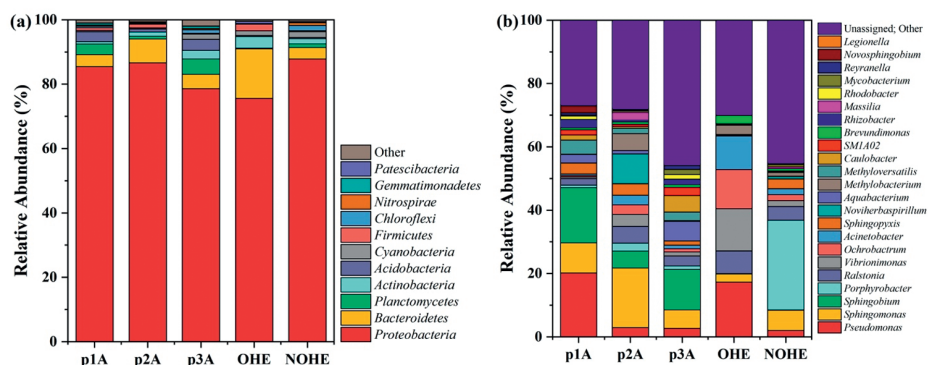 (a)
Relative Abundance (%)
100
80
60
40
20
0
p1A p2A p3A OHE NOHE
Other
Patescibacteria
Gemmatimonadetes
Nitrospirae
Chloroflexi
Firmicutes
Cyanobacteria
Acidobacteria
Actinobacteria
Planctomycetes
Bacteroidetes
Proteobacteria
(b)
Relative Abundance (%)
100
80
60
40
20
0
p1A p2A p3A OHE NOHE
Unassigned; Other
Legionella
Novosphingbium
Reyranella
Mycobacterium
Rhodobacter
Massilia
Rhizobacter
Brevundimonas
SM1A02
Caulobacter
Methyloversatilis
Methylobacterium
Aquabacterium
Noviherbaspirillum
Sphingopyxis
Acinetobacter
Ochrobactrum
Vibrionimonas
Ralstonia
Porphyrobacter
Sphingobium
Sphingomonas
Pseudomonas